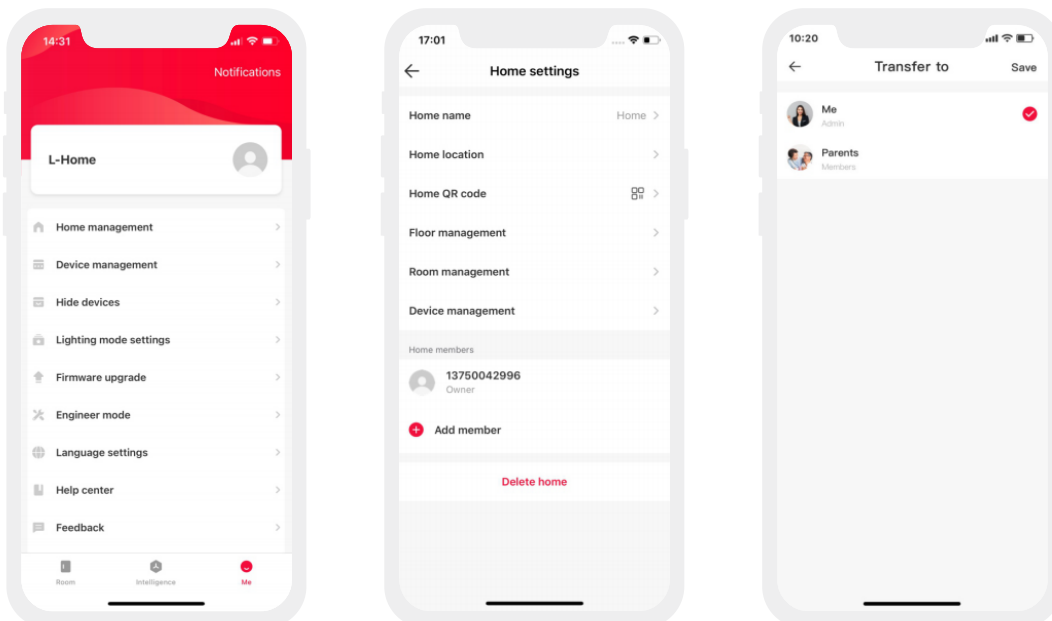 14:31
Notifications
L-Home
Home management
Device management
Hide devices
Lighting mode settings
Firmware upgrade
Engineer mode
Language settings
Help center
Feedback
Room
Intelligence
Me
17:01
Home settings
Home name
Home
Home location
Home QR code
Floor management
Room management
Device management
Home members
13750042996
Owner
Add member
Delete home
10:20
Transfer to
Save
Me
Admin
Parents
Members